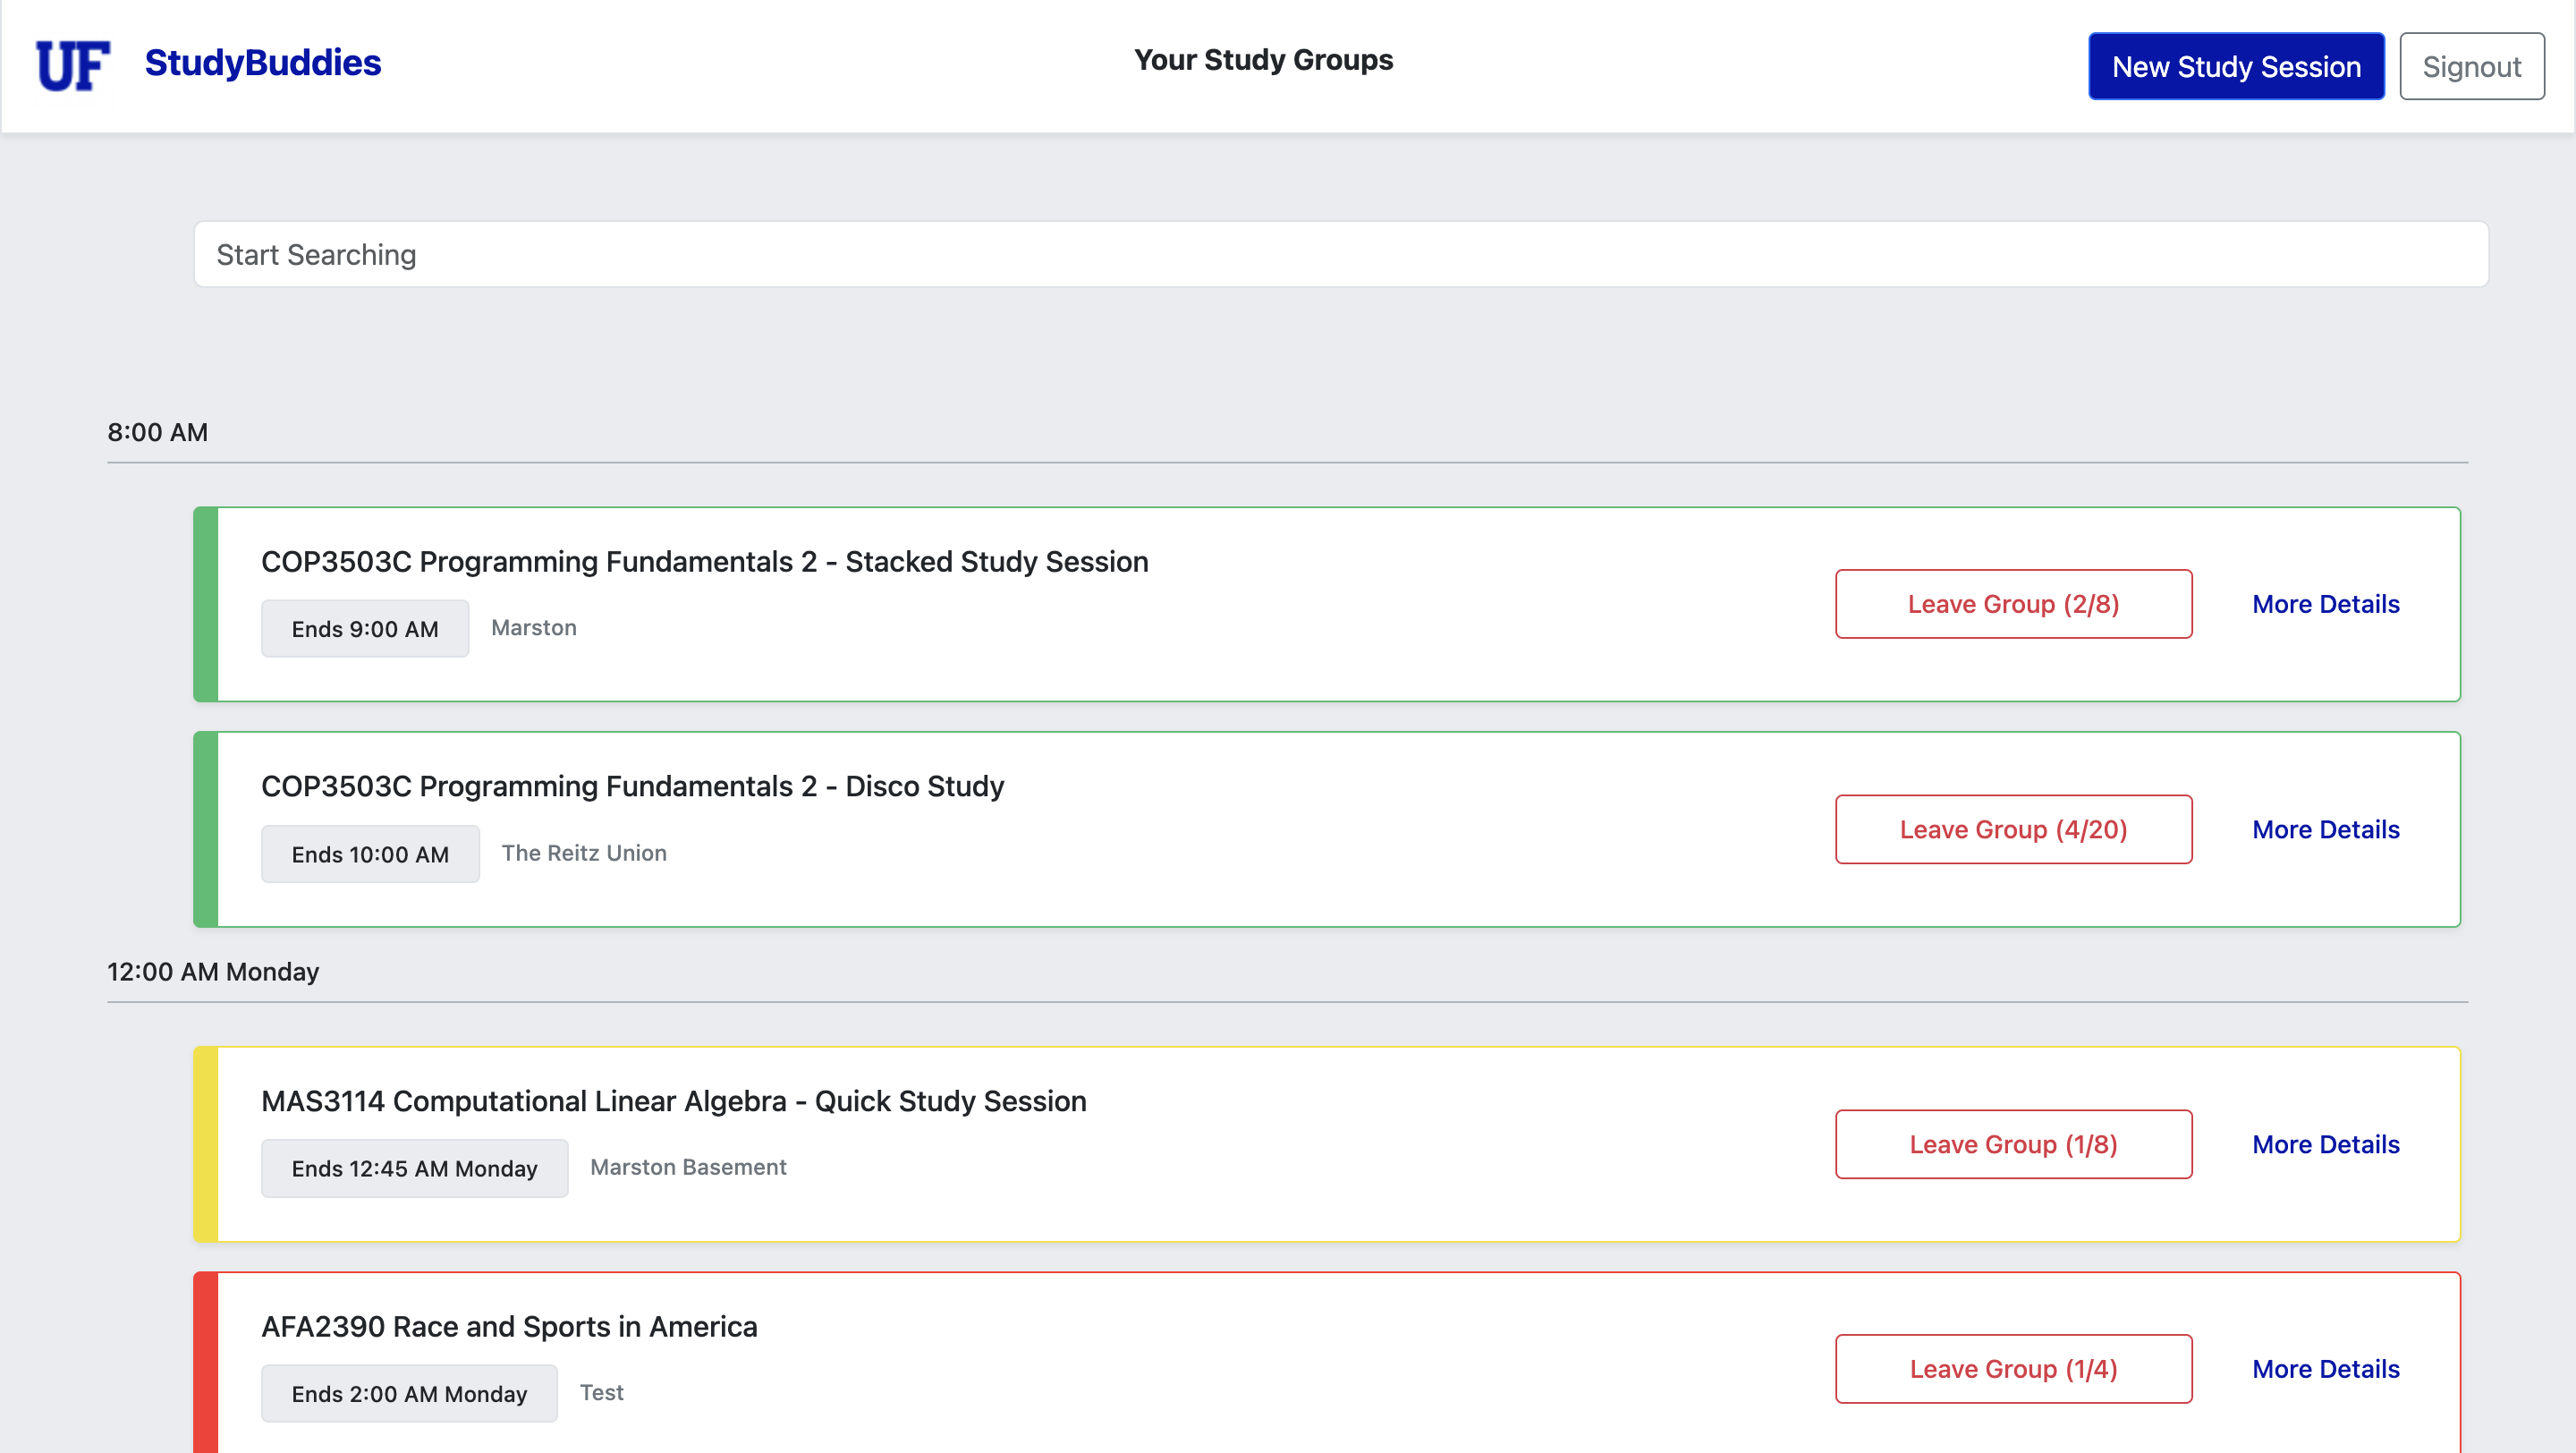 UF StudyBuddies
Your Study Groups
New Study Session
Signout
Start Searching
8:00 AM
COP3503C Programming Fundamentals 2 - Stacked Study Session
Ends 9:00 AM
Marston
Leave Group (2/8)
More Details
COP3503C Programming Fundamentals 2 - Disco Study
Ends 10:00 AM
The Reitz Union
Leave Group (4/20)
More Details
12:00 AM Monday
MAS3114 Computational Linear Algebra - Quick Study Session
Ends 12:45 AM Monday
Marston Basement
Leave Group (1/8)
More Details
AFA2390 Race and Sports in America
Ends 2:00 AM Monday
Test
Leave Group (1/4)
More Details